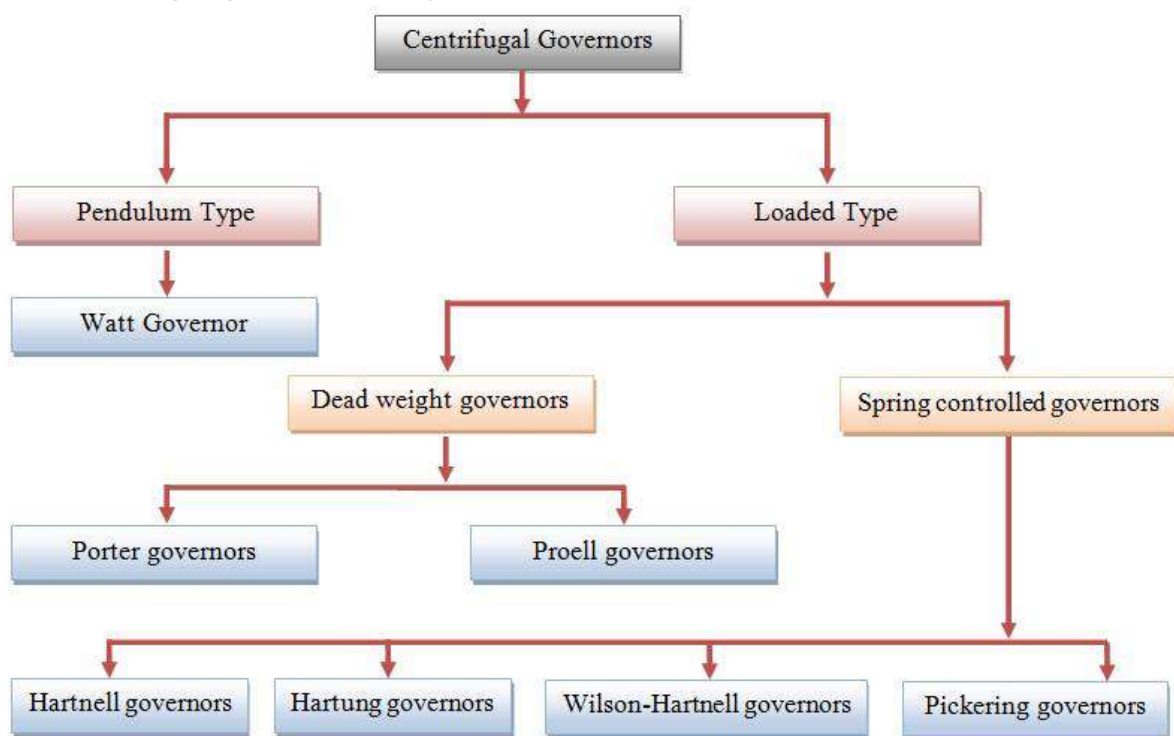 Centrifugal Governors
Pendulum Type
Loaded Type
Watt Governor
Dead weight governors
Spring controlled governors
Porter governors
Proell governors
Hartnell governors
Hartung governors
Wilson-Hartnell governors
Pickering governors